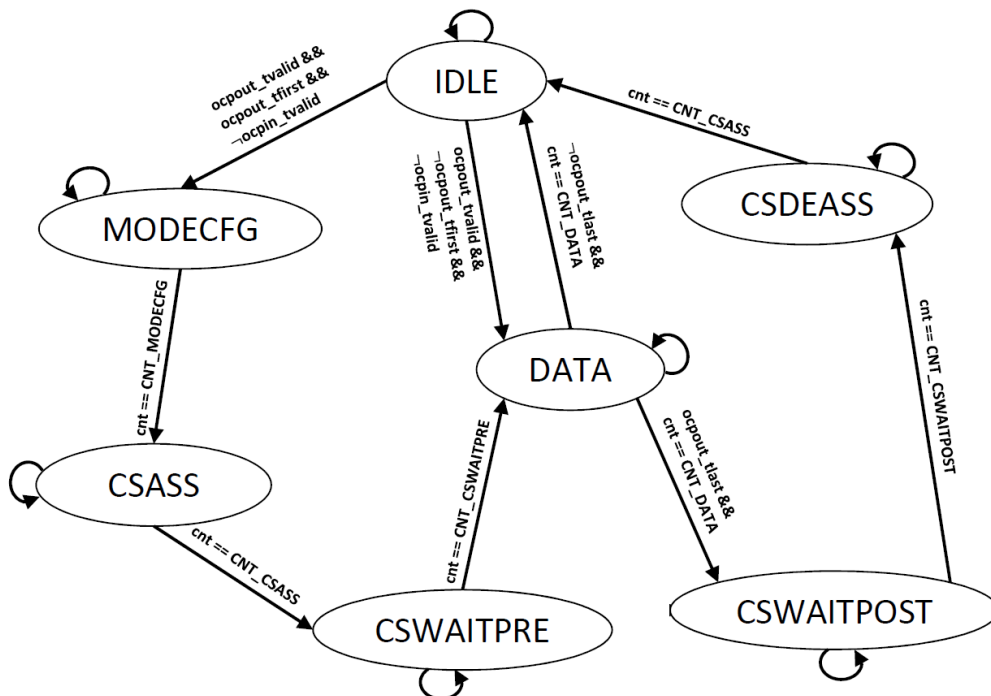 IDLE
ocpout_tvalid &&
ocpout_tfirst &&
¬ocpin_tvalid
cnt == CNT_CSASS
MODECFG
ocpout_tvalid &&
¬ocpout_tfirst &&
¬ocpin_tvalid
¬ocpout_tlast &&
cnt == CNT_DATA
CSDEASS
cnt == CNT_MODECFG
DATA
cnt == CNT_CSWAITPOST
CSASS
cnt == CNT_CSWAITPRE
ocpout_tlast &&
cnt == CNT_DATA
cnt == CNT_CSASS
CSWAITPRE
CSWAITPOST